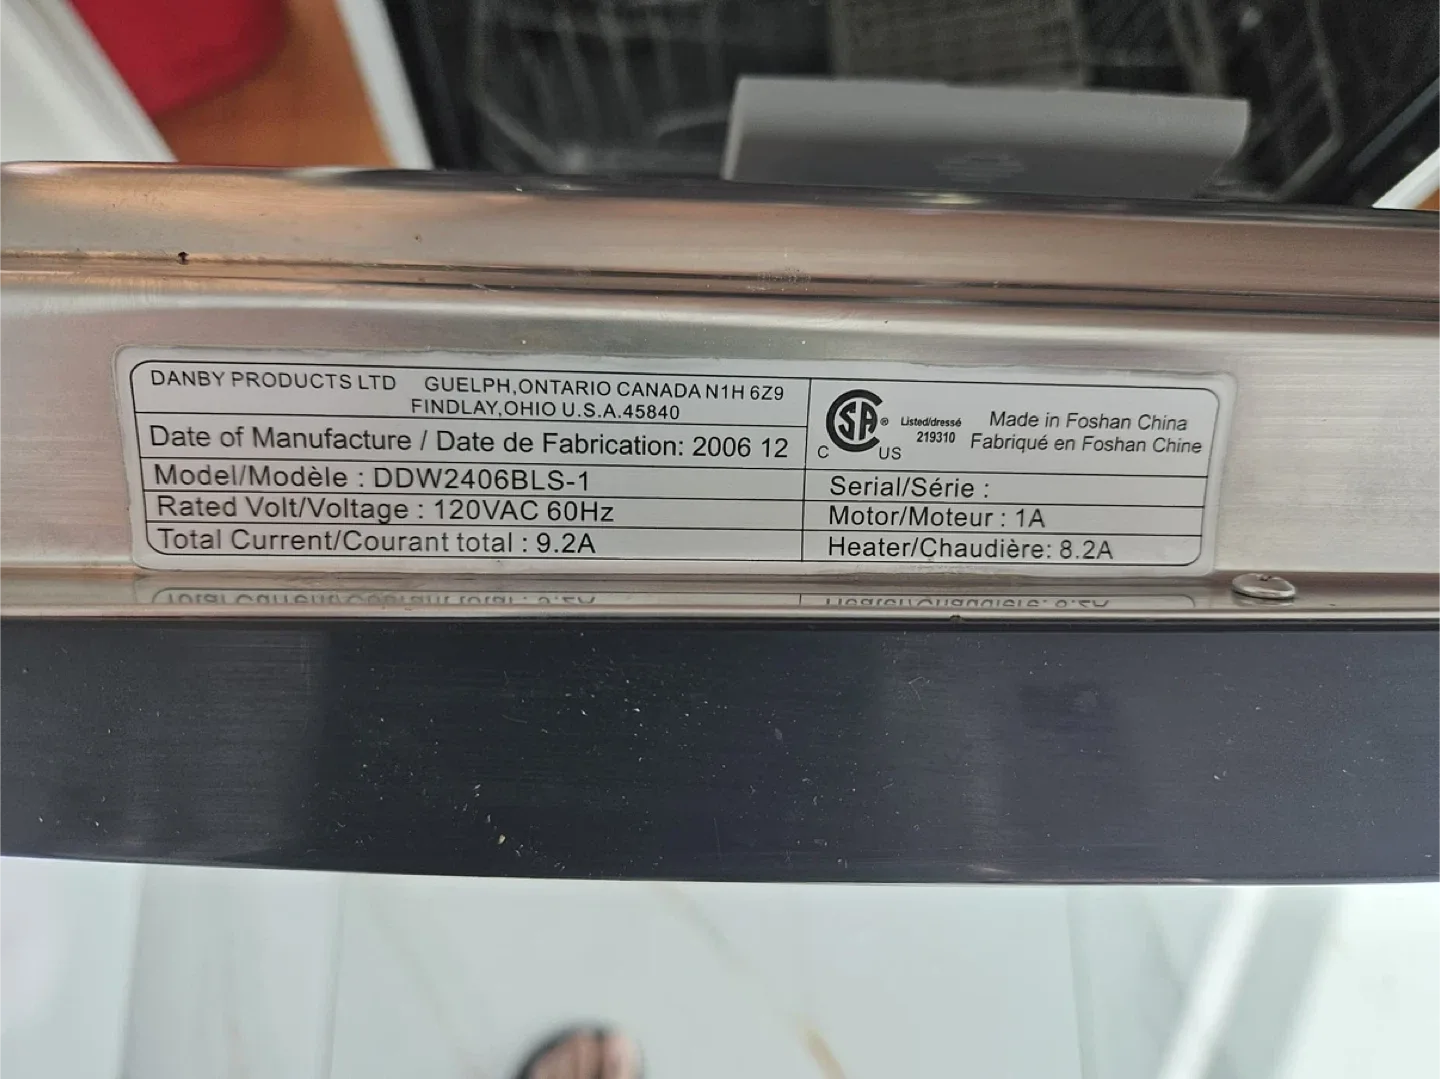 DANBY PRODUCTS LTD GUELPH,ONTARIO CANADA N1H 6Z9
FINDLAY,OHIO U.S.A.45840
Date of Manufacture / Date de Fabrication: 2006 12
Model/Modèle : DDW2406BLS-1
Rated Volt/Voltage : 120VAC 60Hz
Total Current/Courant total : 9.2A
SA ®
C US
Listed/dressé
219310
Made in Foshan China
Fabriqué en Foshan Chine
Serial/Série :
Motor/Moteur : 1A
Heater/Chaudière: 8.2A